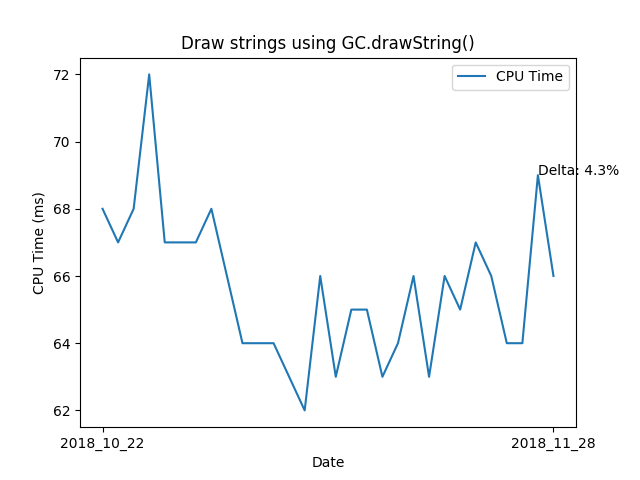 Draw strings using GC.drawString()
CPU Time
72
70
68
66
64
62
CPU Time (ms)
Delta: 4.3%
2018_10_22
2018_11_28
Date